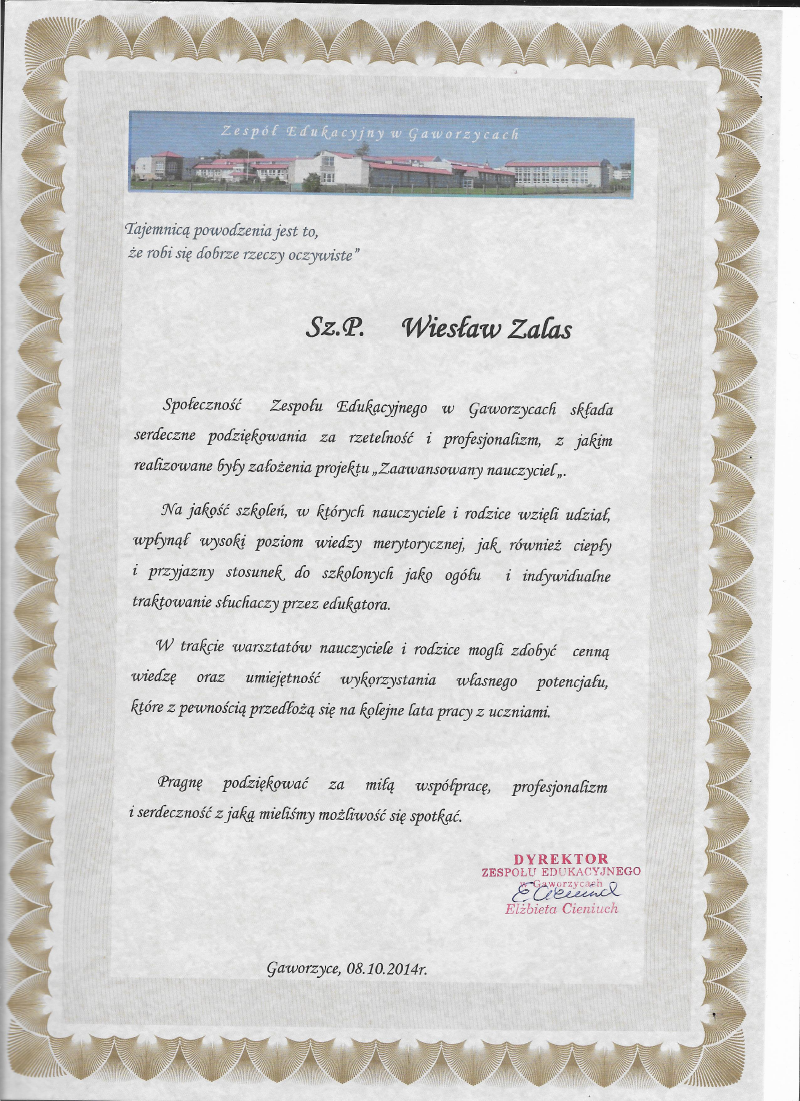 Zespół Edukacyjny w Gaworzycach
Tajemnicą powodzenia jest to,
że robi się dobrze rzeczy oczywiste”
Sz.P. Wiesław Zalas
Społeczność Zespołu Edukacyjnego w Gaworzycach składa
serdeczne podziękowania za rzetelność i profesjonalizm, z jakim
realizowane były założenia projektu „Zaawansowany nauczyciel„.
Na jakość szkoleń, w których nauczyciele i rodzice wzięli udział,
wpłynął wysoki poziom wiedzy merytorycznej, jak również ciepły
i przyjazny stosunek do szkolonych jako ogółu i indywidualne
traktowanie słuchaczy przez edukatora.
W trakcie warsztatów nauczyciele i rodzice mogli zdobyć cenną
wiedzę oraz umiejętność wykorzystania własnego potencjału,
które z pewnością przedłożą się na kolejne lata pracy z uczniami.
Pragnę podziękować za miłą współpracę, profesjonalizm
i serdeczność z jaką mieliśmy możliwość się spotkać.
DYREKTOR
ZESPOŁU EDUKACYJNEGO
w Gaworzycach
Elżbieta Cieniuch
Gaworzyce, 08.10.2014r.